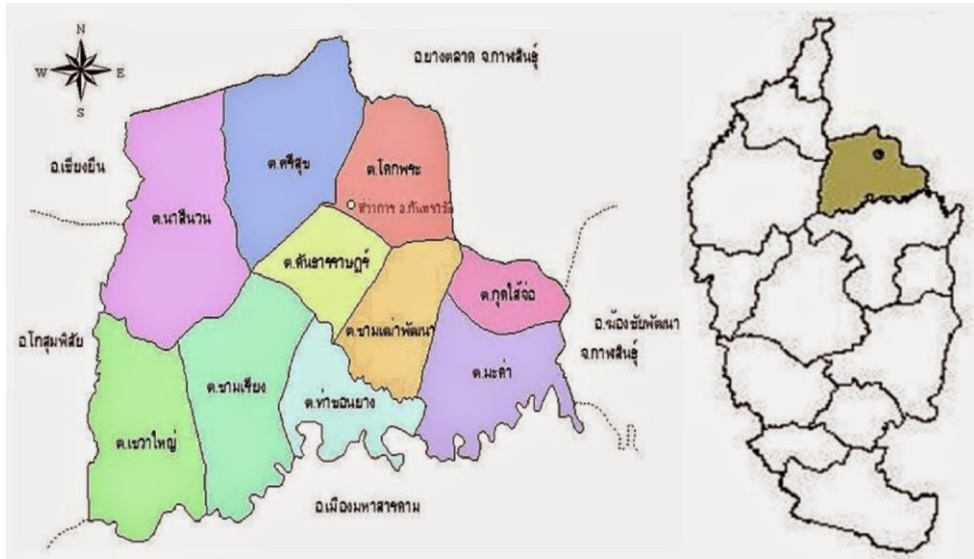 N
อ.ยางตลาด จ.กาฬสินธุ์
W E
S
ต.ศรีสุข
ต.โคกพระ
อ.เชียงยืน
ต.นาสีนวน
ที่ว่าการ อ.กันทรวิชัย
ต.คันธารราษฎร์
ต.กุดใส้จ่อ
ต.ขามเฒ่าพัฒนา
อ.ฆ้องชัยพัฒนา
จ.กาฬสินธุ์
อ.โกสุมพิสัย
ต.มะค่า
ต.ขามเรียง
ต.ท่าขอนยาง
ต.เขวาใหญ่
อ.เมืองมหาสารคาม